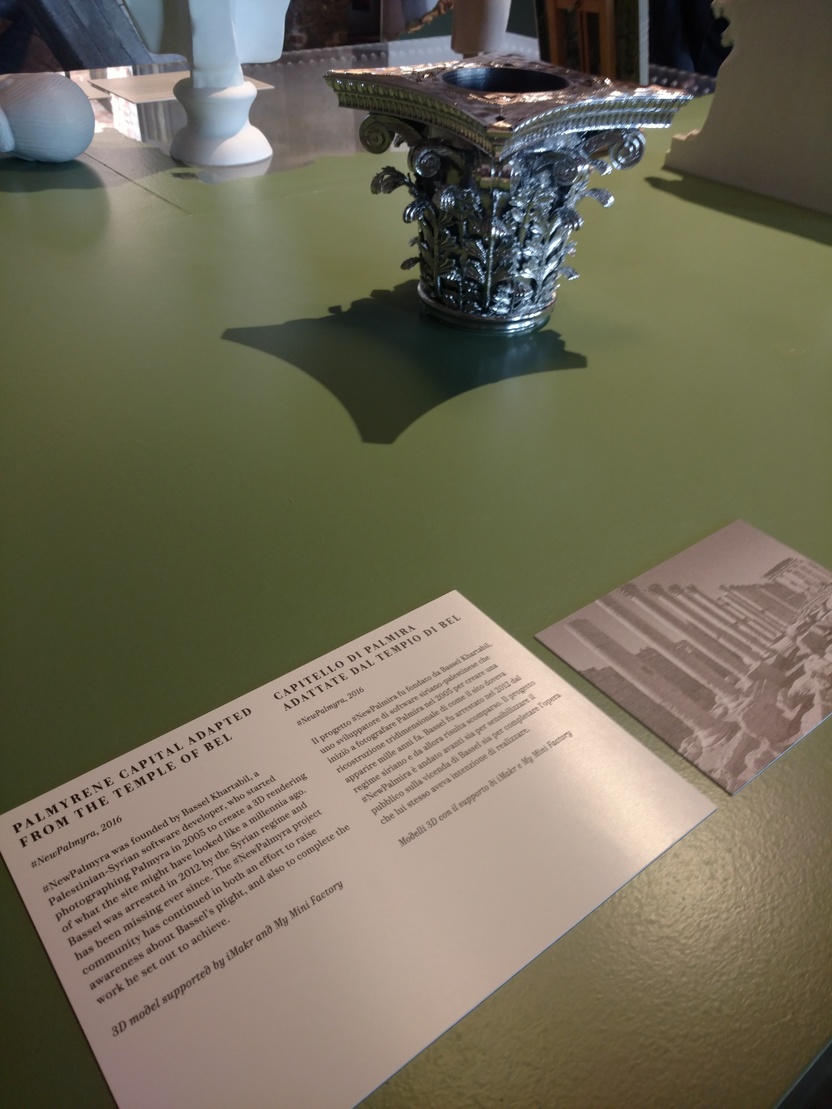 PALMYRENE CAPITAL ADAPTED
FROM THE TEMPLE OF BEL
#NewPalmyra, 2016
#NewPalmyra was founded by Bassel Khartabil, a
Palestinian-Syrian software developer, who started
photographing Palmyra in 2005 to create a 3D rendering
of what the site might have looked like a millennia ago.
Bassel was arrested in 2012 by the Syrian regime and
has been missing ever since. The #NewPalmyra project
community has continued in both an effort to raise
awareness about Bassel's plight, and also to complete the
work he set out to achieve.
3D model supported by iMakr and My Mini Factory
CAPITELLO DI PALMIRA
ADATTATE DAL TEMPIO DI BEL
#NewPalmyra, 2016
Il progetto #NewPalmira fu fondato da Bassel Khartabil,
uno sviluppatore di software siriano-palestinese che
iniziò a fotografare Palmira nel 2005 per creare una
ricostruzione tridimensionale di come il sito doveva
apparire mille anni fa. Bassel fu arrestato nel 2012 dal
regime siriano e da allora risulta scomparso. Il progetto
#NewPalmira è andato avanti sia per sensibilizzare il
pubblico sulla vicenda di Bassel sia per completare l'opera
che lui stesso aveva intenzione di realizzare.
Modelli 3D con il supporto di iMakr e My Mini Factory